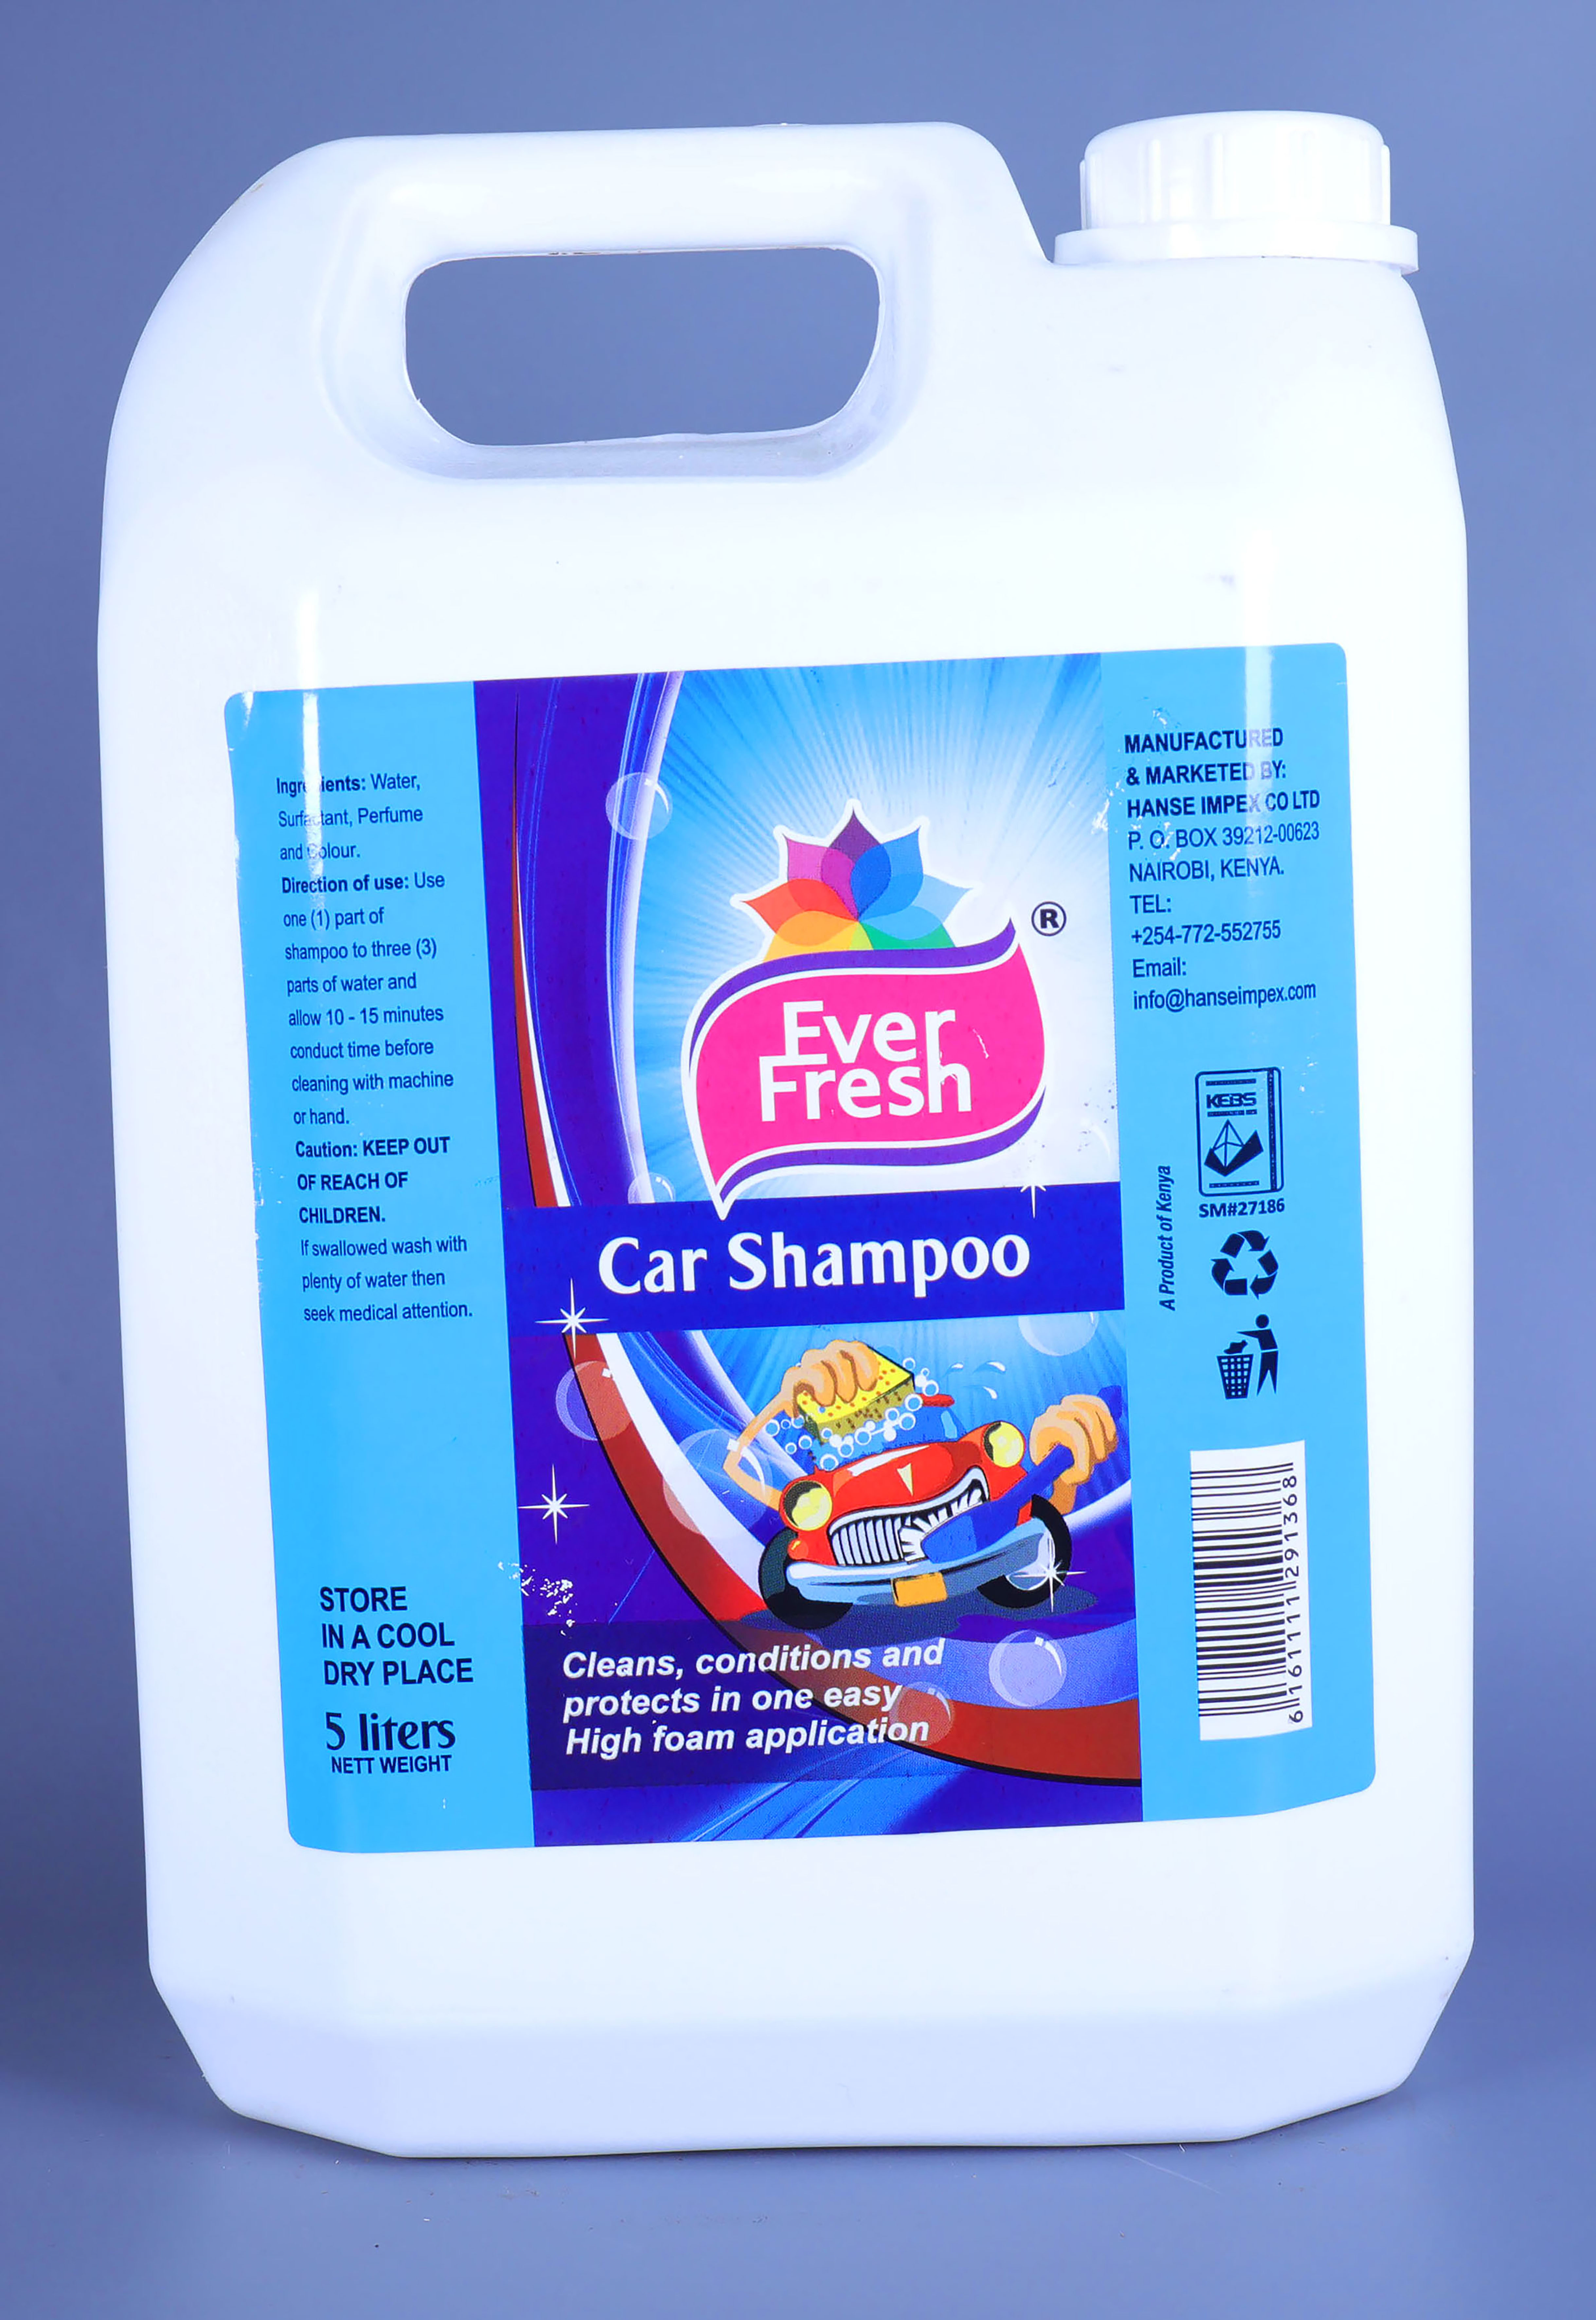 Ingredients: Water,
Surfactant, Perfume
and Colour.
Direction of use: Use
one (1) part of
shampoo to three (3)
parts of water and
allow 10 - 15 minutes
conduct time before
cleaning with machine
or hand.
Caution: KEEP OUT
OF REACH OF
CHILDREN.
If swallowed wash with
plenty of water then
seek medical attention.
STORE
IN A COOL
DRY PLACE
5 liters
NETT WEIGHT
®
Ever
Fresh
Car Shampoo
Cleans, conditions and
protects in one easy
High foam application
MANUFACTURED
& MARKETED BY:
HANSE IMPEX CO LTD
P. O. BOX 39212-00623
NAIROBI, KENYA.
TEL:
+254-772-552755
Email:
info@hanseimpex.com
KEBS
SM#27186
A Product of Kenya
6161111291368